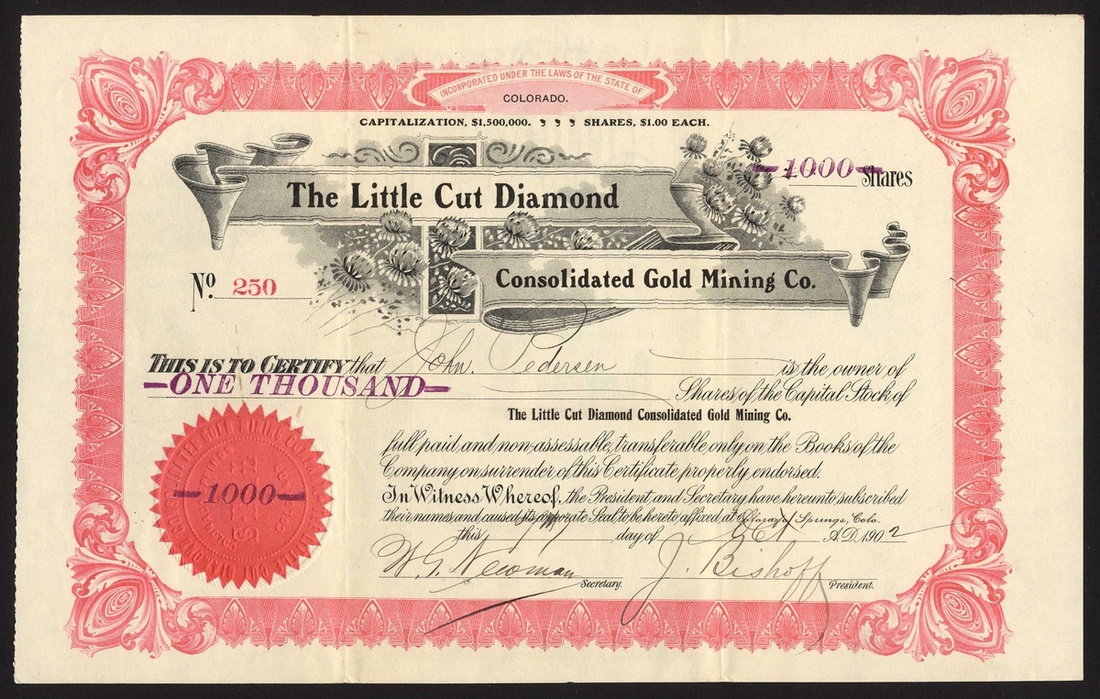 INCORPORATED UNDER THE LAWS OF THE STATE OF
COLORADO.
CAPITALIZATION, $1,500,000. SHARES, $1.00 EACH.
—1000— Shares
The Little Cut Diamond
Consolidated Gold Mining Co.
No. 250
THIS IS TO CERTIFY that John. Pedersen is the owner of
—ONE THOUSAND— Shares of the Capital Stock of
The Little Cut Diamond Consolidated Gold Mining Co.
full paid and non-assessable, transferable only on the Books of the
Company on surrender of this Certificate properly endorsed.
In Witness Whereof, the President and Secretary have hereunto subscribed
their names and caused its corporate Seal to be hereto affixed at Colorado Springs, Colo.
this day of Oct A.D. 1902
—1000—
W. G. Newman Secretary. J. Bishoff President.